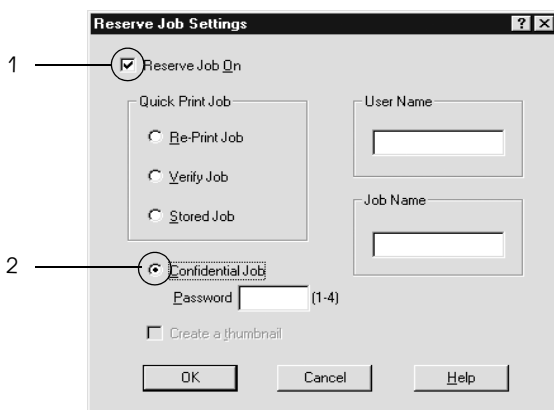 Reserve Job Settings
1
Reserve Job On
Quick Print Job
Re-Print Job
Verify Job
Stored Job
User Name
Job Name
2
Confidential Job
Password (1-4)
Create a thumbnail
OK Cancel Help